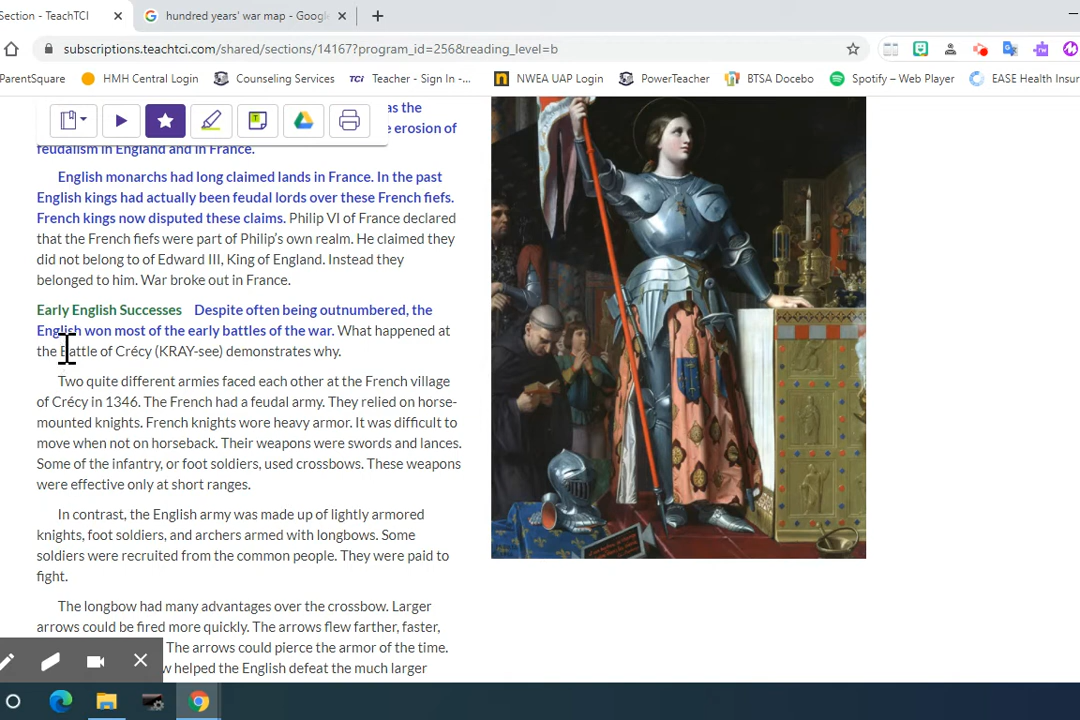 Section - TeachTCI
hundred years' war map - Google
subscriptions.teachtci.com/shared/sections/14167?program_id=256&reading_level=b
ParentSquare HMH Central Login Counseling Services TCI Teacher - Sign In -... NWEA UAP Login PowerTeacher BTSA Docebo Spotify – Web Player EASE Health Insur
as the
e erosion of
feudalism in England and in France.
English monarchs had long claimed lands in France. In the past
English kings had actually been feudal lords over these French fiefs.
French kings now disputed these claims. Philip VI of France declared
that the French fiefs were part of Philip's own realm. He claimed they
did not belong to of Edward III, King of England. Instead they
belonged to him. War broke out in France.
Early English Successes Despite often being outnumbered, the
English won most of the early battles of the war. What happened at
the Battle of Crécy (KRAY-see) demonstrates why.
Two quite different armies faced each other at the French village
of Crécy in 1346. The French had a feudal army. They relied on horse-
mounted knights. French knights wore heavy armor. It was difficult to
move when not on horseback. Their weapons were swords and lances.
Some of the infantry, or foot soldiers, used crossbows. These weapons
were effective only at short ranges.
In contrast, the English army was made up of lightly armored
knights, foot soldiers, and archers armed with longbows. Some
soldiers were recruited from the common people. They were paid to
fight.
The longbow had many advantages over the crossbow. Larger
arrows could be fired more quickly. The arrows flew farther, faster,
The arrows could pierce the armor of the time.
w helped the English defeat the much larger